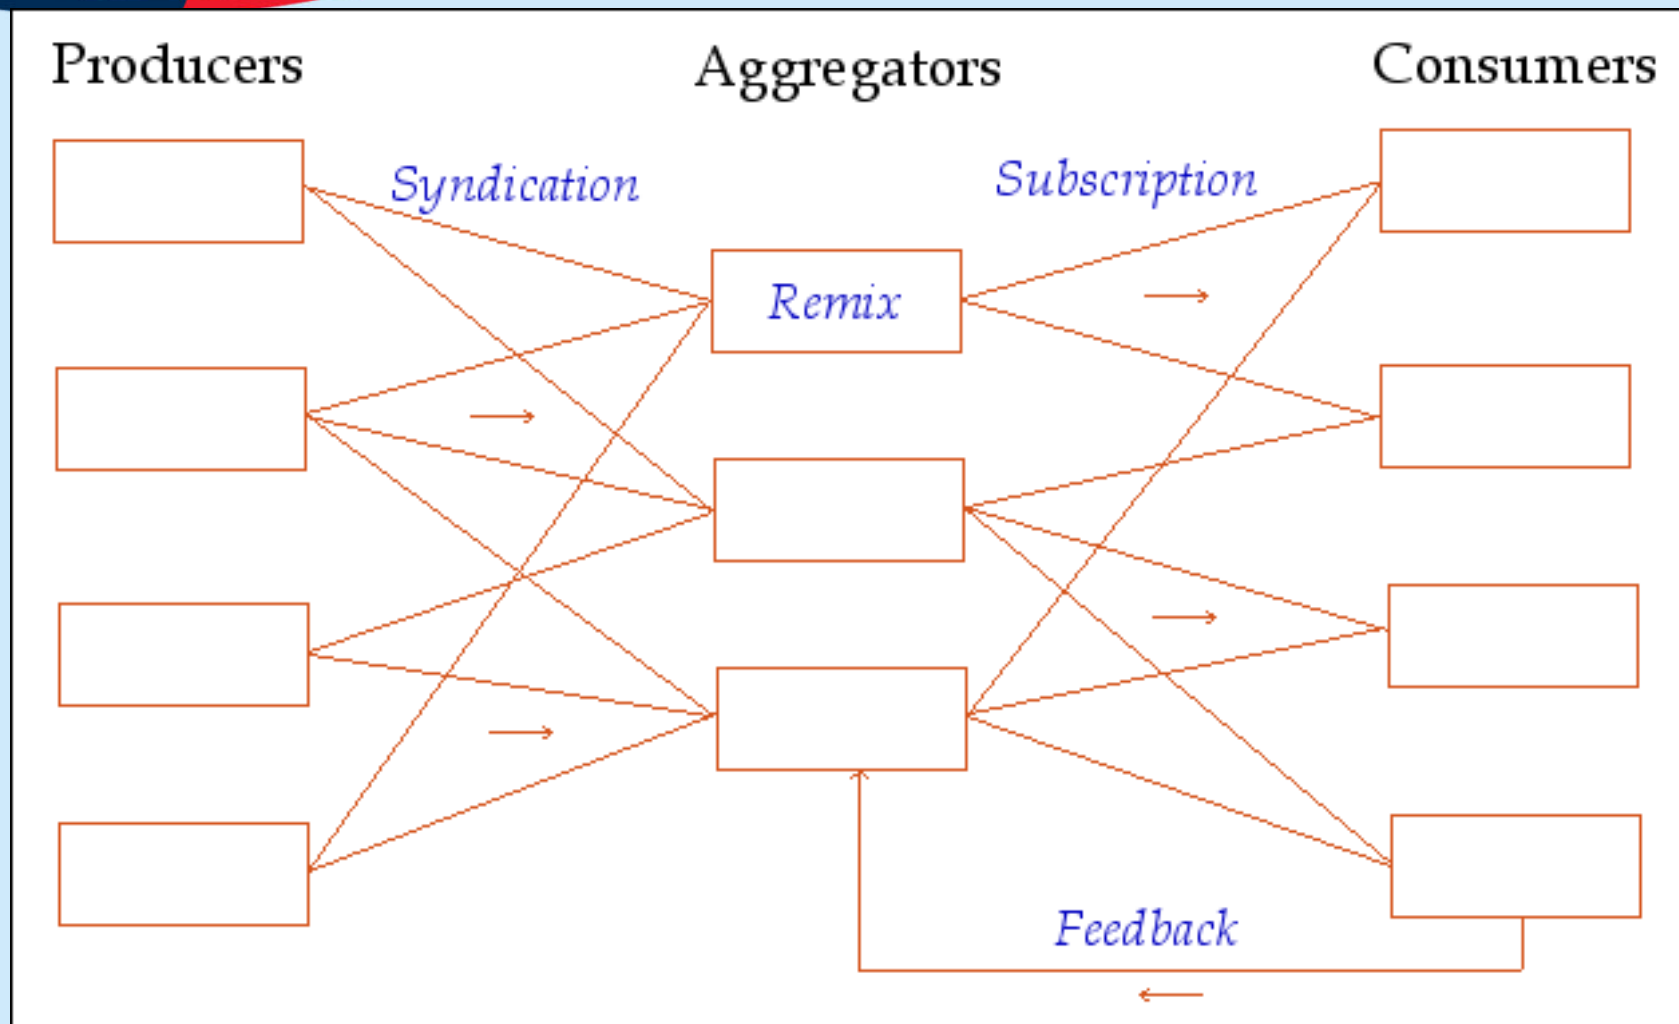 Producers
Aggregators
Consumers
Syndication
Subscription
Remix
Feedback